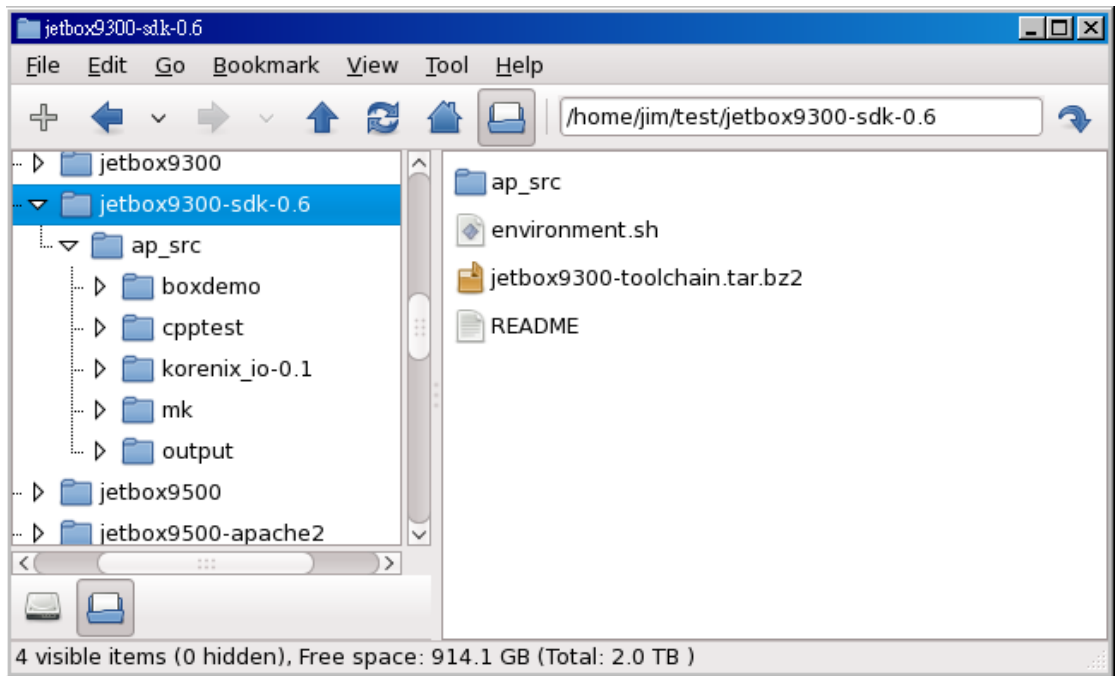 jetbox9300-sdk-0.6
File Edit Go Bookmark View Tool Help
/home/jim/test/jetbox9300-sdk-0.6
jetbox9300
jetbox9300-sdk-0.6
ap_src
boxdemo
cpptest
korenix_io-0.1
mk
output
jetbox9500
jetbox9500-apache2
ap_src
environment.sh
jetbox9300-toolchain.tar.bz2
README
4 visible items (0 hidden), Free space: 914.1 GB (Total: 2.0 TB )